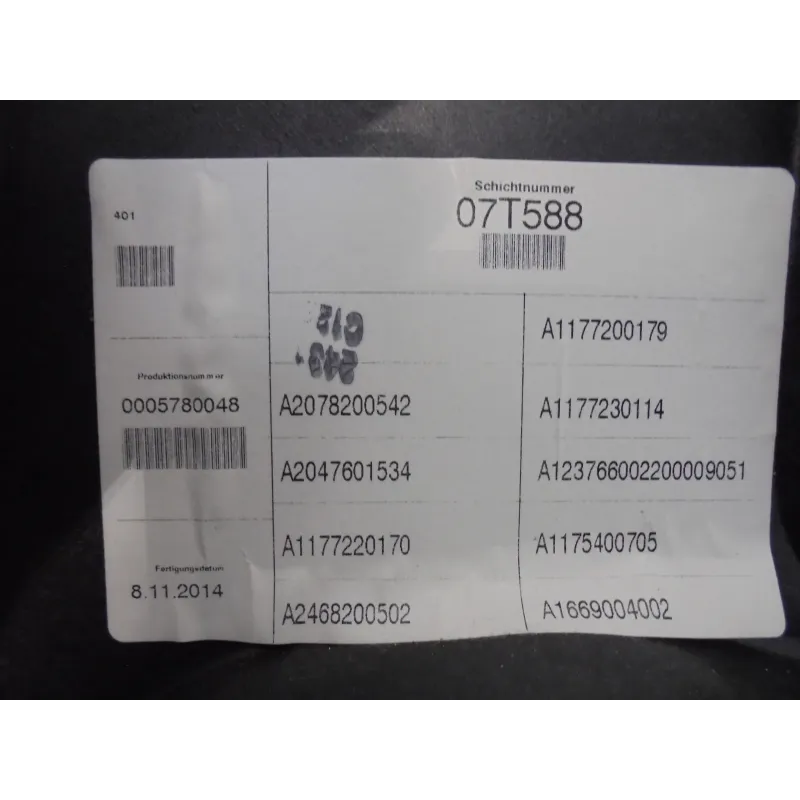 401
Schichtnummer
07T588
Produktionsnummer
0005780048
Fertigungsdatum
8.11.2014
A2078200542
A2047601534
A1177220170
A2468200502
A1177200179
A1177230114
A123766002200009051
A1175400705
A1669004002